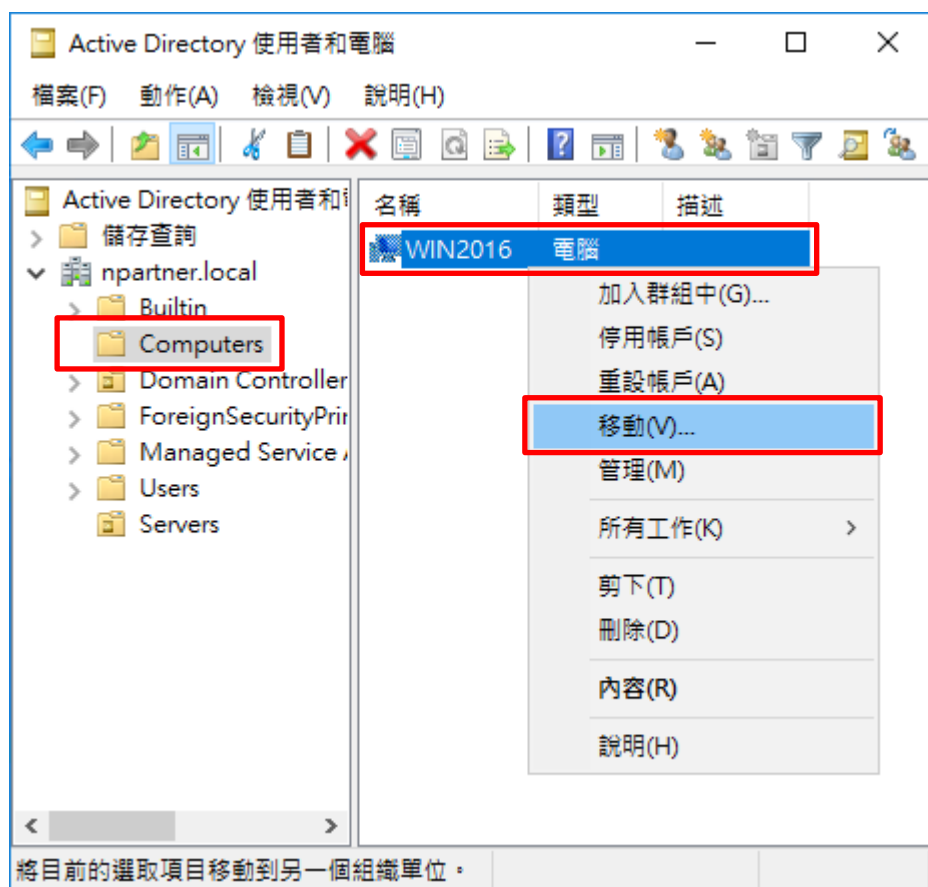 Active Directory 使用者和電腦
檔案(F) 動作(A) 檢視(V) 說明(H)
Active Directory 使用者和
儲存查詢
npartner.local
Builtin
Computers
Domain Controller
ForeignSecurityPrin
Managed Service
Users
Servers
名稱 類型 描述
WIN2016 電腦
加入群組中(G)...
停用帳戶(S)
重設帳戶(A)
移動(V)...
管理(M)
所有工作(K)
剪下(T)
刪除(D)
內容(R)
說明(H)
將目前的選取項目移動到另一個組織單位。